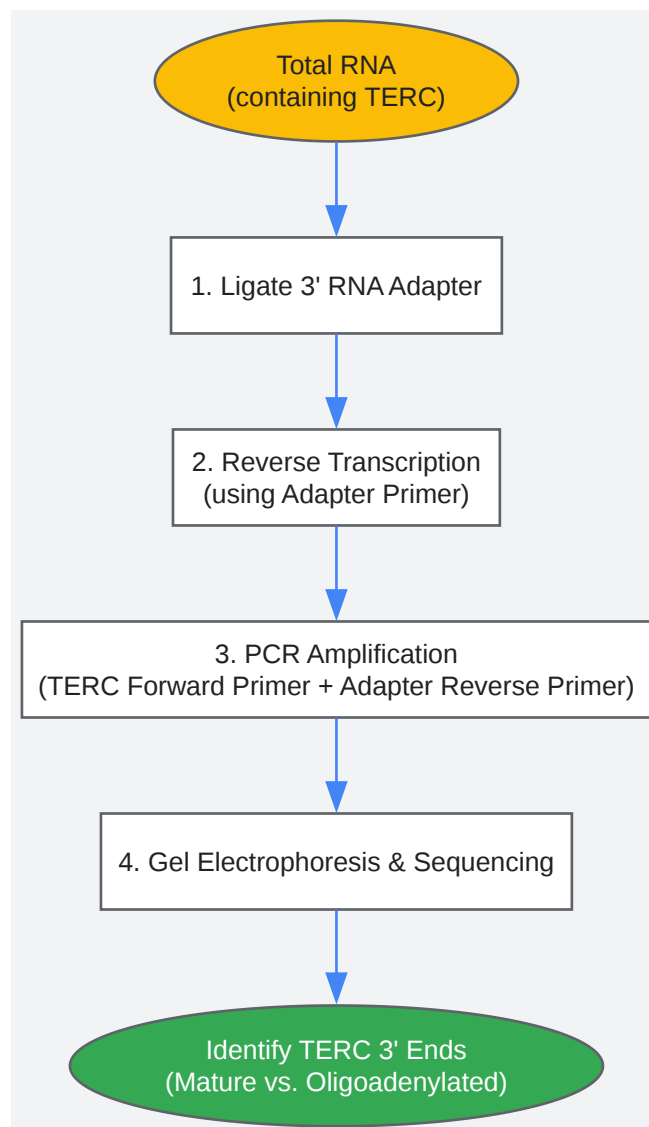 Total RNA
(containing TERC)
1. Ligate 3' RNA Adapter
2. Reverse Transcription
(using Adapter Primer)
3. PCR Amplification
(TERC Forward Primer + Adapter Reverse Primer)
4. Gel Electrophoresis & Sequencing
Identify TERC 3' Ends
(Mature vs. Oligoadenylated)